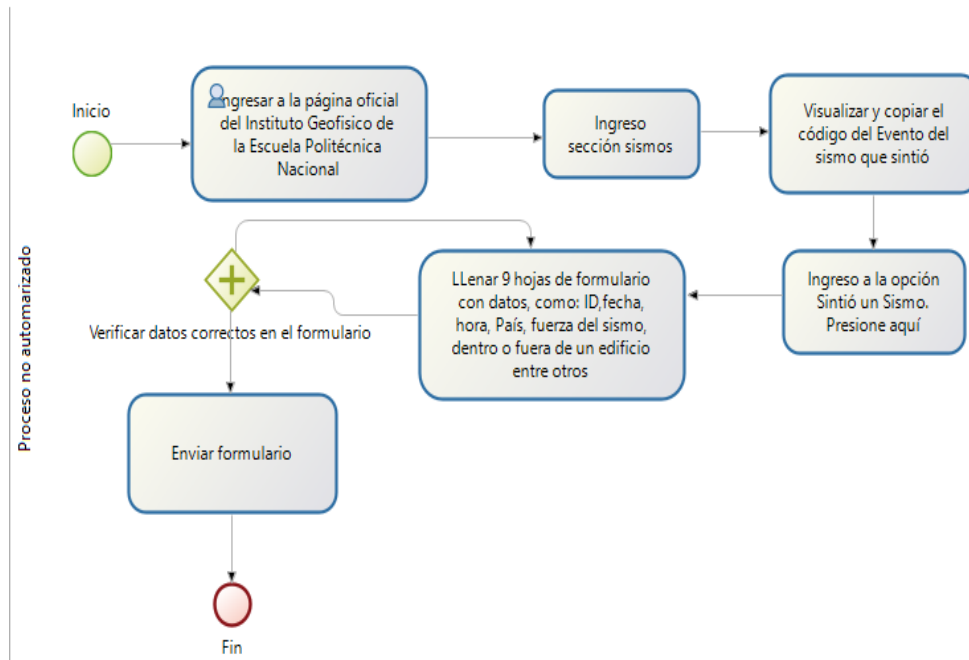 Proceso no automarizado
Inicio
Ingresar a la página oficial
del Instituto Geofisico de
la Escuela Politécnica
Nacional
Ingreso
sección sismos
Visualizar y copiar el
código del Evento del
sismo que sintió
Ingreso a la opción
Sintió un Sismo.
Presione aquí
LLenar 9 hojas de formulario
con datos, como: ID,fecha,
hora, País, fuerza del sismo,
dentro o fuera de un edificio
entre otros
Verificar datos correctos en el formulario
Enviar formulario
Fin